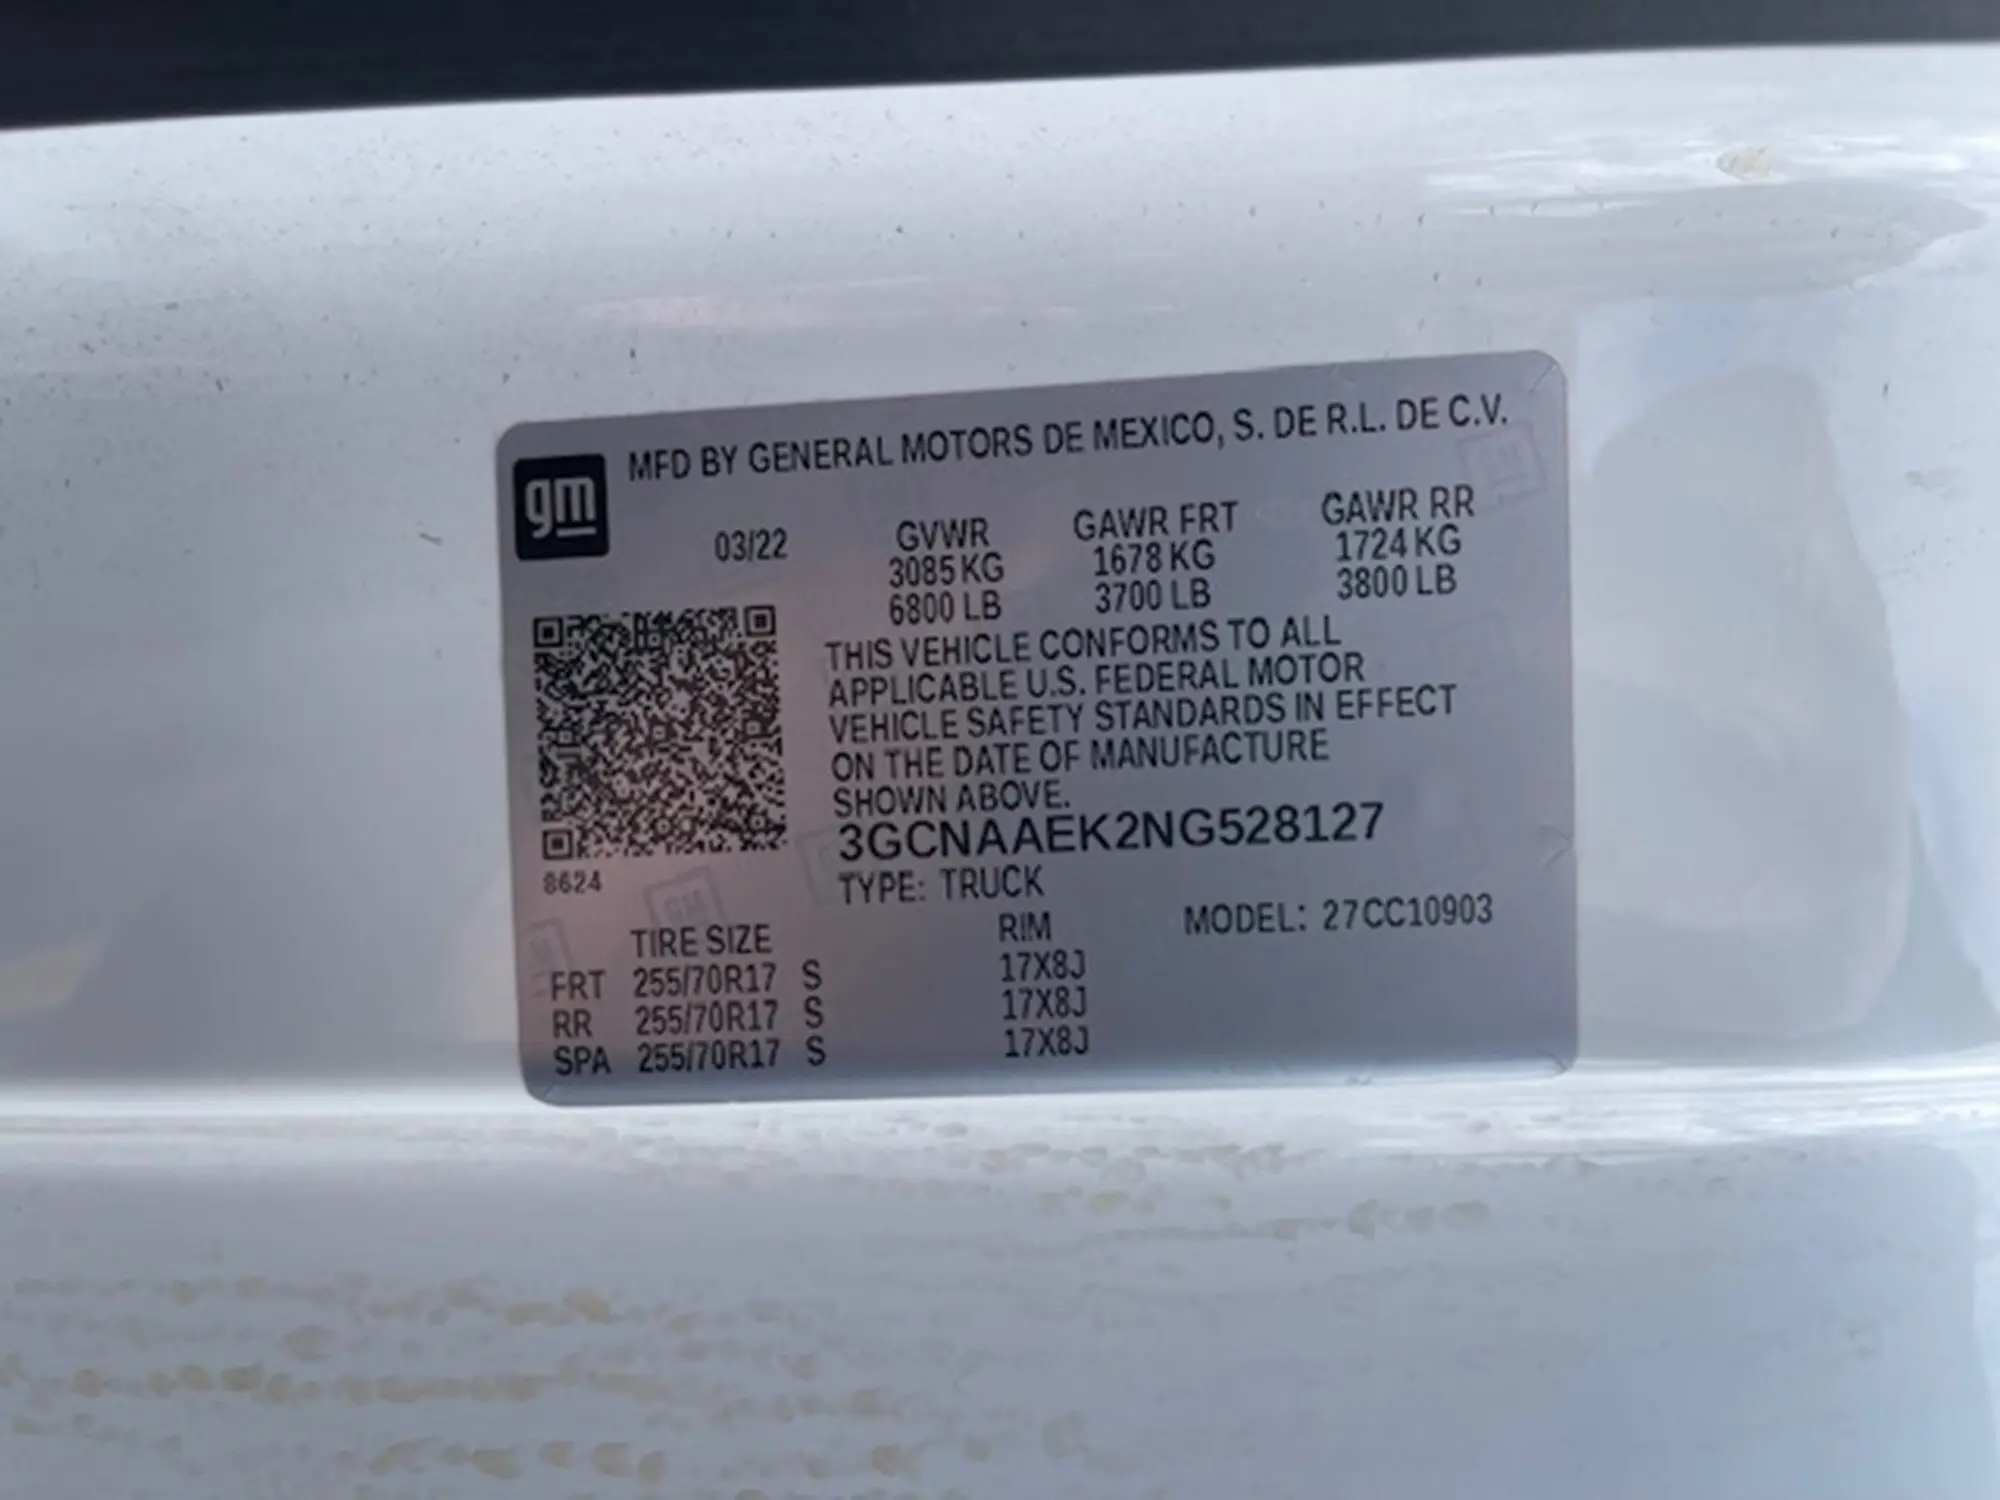 gm
MFD BY GENERAL MOTORS DE MEXICO, S. DE R.L. DE C.V.
03/22 GVWR GAWR FRT GAWR RR
3085 KG 1678 KG 1724 KG
6800 LB 3700 LB 3800 LB
THIS VEHICLE CONFORMS TO ALL
APPLICABLE U.S. FEDERAL MOTOR
VEHICLE SAFETY STANDARDS IN EFFECT
ON THE DATE OF MANUFACTURE
SHOWN ABOVE.
3GCNAAEK2NG528127
8624
TYPE: TRUCK
TIRE SIZE RIM MODEL: 27CC10903
FRT 255/70R17 S 17X8J
RR 255/70R17 S 17X8J
SPA 255/70R17 S 17X8J